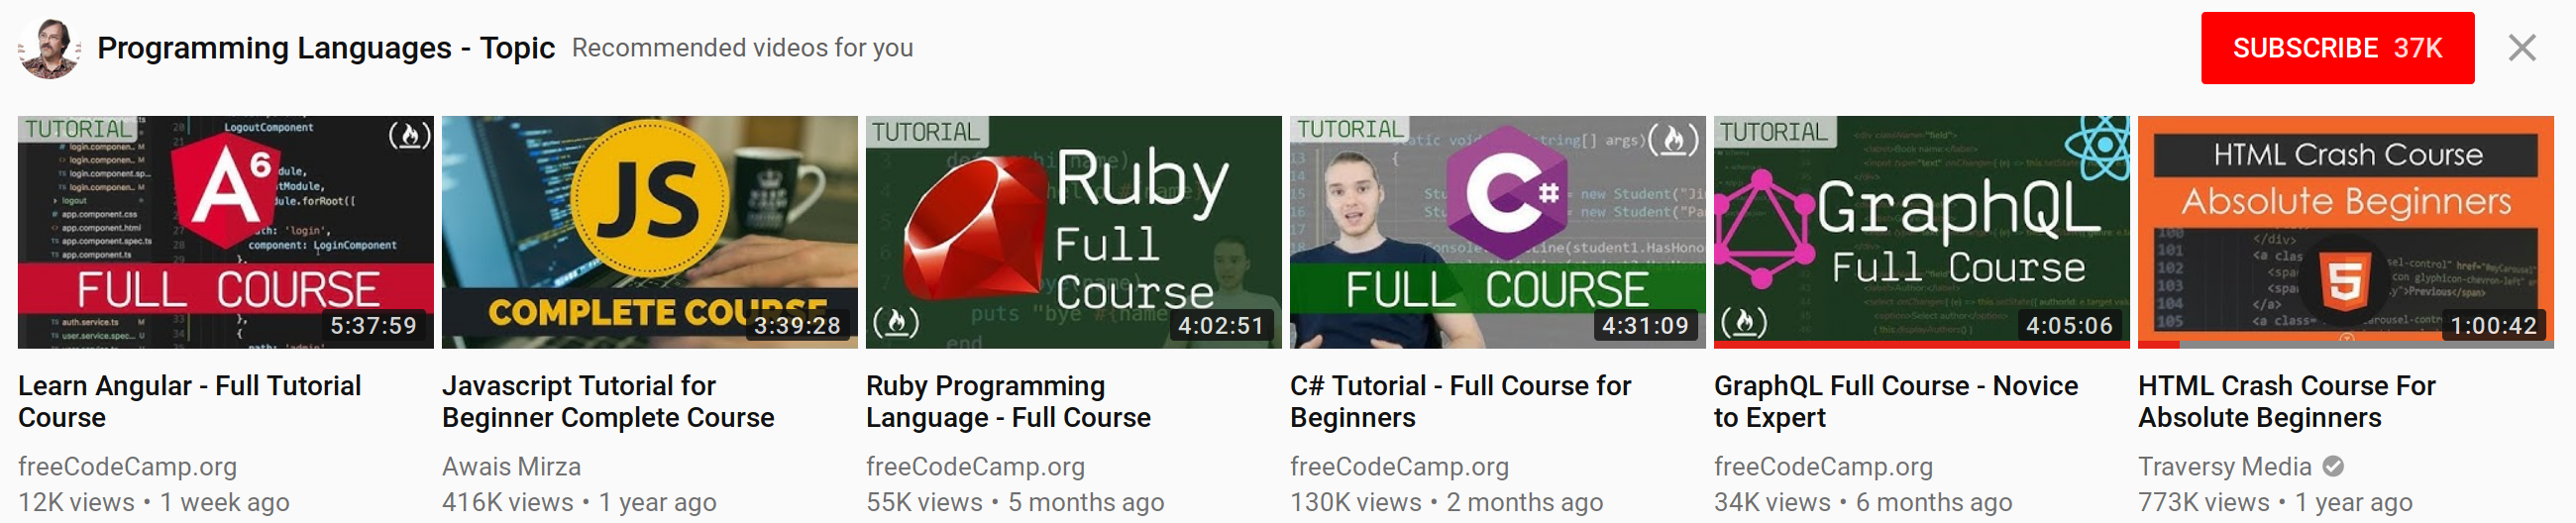 Programming Languages - Topic Recommended videos for you
SUBSCRIBE 37K
TUTORIAL
A6
FULL COURSE
5:37:59
JS
COMPLETE COURSE
3:39:28
TUTORIAL
Ruby
Full
Course
4:02:51
TUTORIAL
C#
FULL COURSE
4:31:09
TUTORIAL
GraphQL
Full Course
4:05:06
HTML Crash Course
Absolute Beginners
5
1:00:42
Learn Angular - Full Tutorial
Course
freeCodeCamp.org
12K views • 1 week ago
Javascript Tutorial for
Beginner Complete Course
Awais Mirza
416K views • 1 year ago
Ruby Programming
Language - Full Course
freeCodeCamp.org
55K views • 5 months ago
C# Tutorial - Full Course for
Beginners
freeCodeCamp.org
130K views • 2 months ago
GraphQL Full Course - Novice
to Expert
freeCodeCamp.org
34K views • 6 months ago
HTML Crash Course For
Absolute Beginners
Traversy Media
773K views • 1 year ago